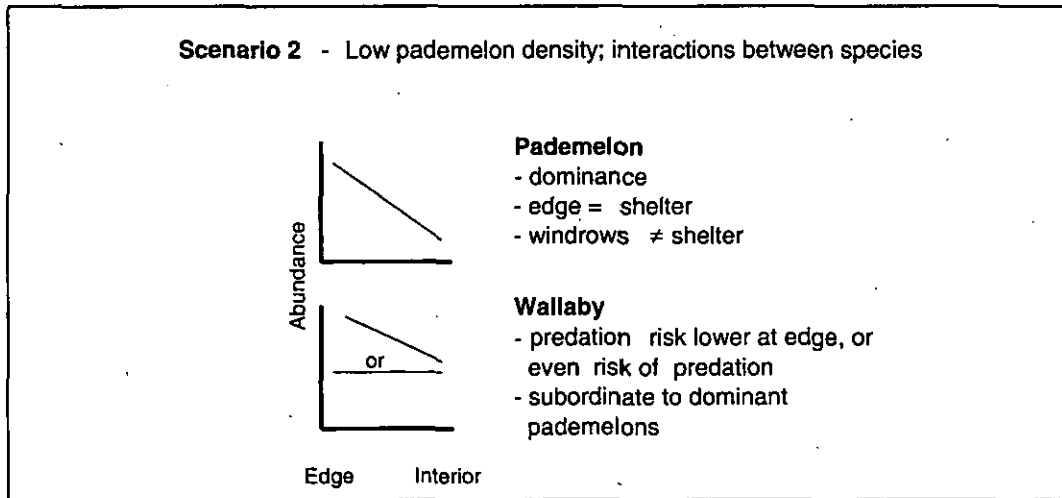 Scenario 2 - Low pademelon density; interactions between species
Abundance
Pademelon
- dominance
- edge = shelter
- windrows ≠ shelter
or
Wallaby
- predation risk lower at edge, or
even risk of predation
- subordinate to dominant
pademelons
Edge Interior